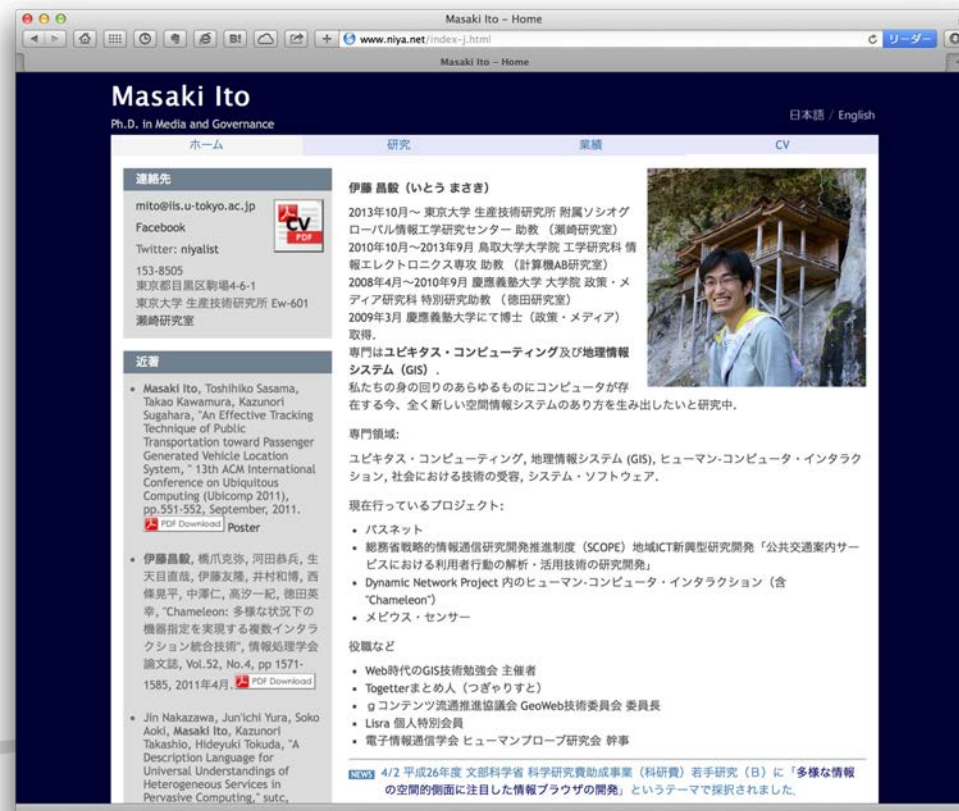 Masaki Ito – Home
www.niya.net/index-j.html
リーダー
Masaki Ito – Home
Masaki Ito
Ph.D. in Media and Governance
日本語 / English
ホーム
研究
業績
CV
連絡先
mito@iis.u-tokyo.ac.jp
Facebook
Twitter: niyalist
CV
PDF
153-8505
東京都目黒区駒場4-6-1
東京大学 生産技術研究所 Ew-601
瀬崎研究室
近著
• Masaki Ito, Toshihiko Sasama,
Takao Kawamura, Kazunori
Sugahara, "An Effective Tracking
Technique of Public
Transportation toward Passenger
Generated Vehicle Location
System, " 13th ACM International
Conference on Ubiquitous
Computing (Ubicomp 2011),
pp.551-552, September, 2011.
PDF Download Poster
• 伊藤昌毅, 橋爪克弥, 河田恭兵, 生
天目直哉, 伊藤友隆, 井村和博, 西
條晃平, 中澤仁, 高汐一紀, 徳田英
幸, "Chameleon: 多様な状況下の
機器指定を実現する複数インタラ
クション統合技術", 情報処理学会
論文誌, Vol.52, No.4, pp 1571-
1585, 2011年4月. PDF Download
• Jin Nakazawa, Jun'ichi Yura, Soko
Aoki, Masaki Ito, Kazunori
Takashio, Hideyuki Tokuda, "A
Description Language for
Universal Understandings of
Heterogeneous Services in
Pervasive Computing," sutc,
伊藤 昌毅（いとう まさき）
2013年10月〜 東京大学 生産技術研究所 附属ソシオグ
ローバル情報工学研究センター 助教 （瀬崎研究室）
2010年10月〜2013年9月 鳥取大学大学院 工学研究科 情
報エレクトロニクス専攻 助教 （計算機AB研究室）
2008年4月〜2010年9月 慶應義塾大学 大学院 政策・メ
ディア研究科 特別研究助教 （徳田研究室）
2009年3月 慶應義塾大学にて博士（政策・メディア）
取得.
専門はユビキタス・コンピューティング及び地理情報
システム（GIS）.
私たちの身の回りのあらゆるものにコンピュータが存
在する今、全く新しい空間情報システムのあり方を生み出したいと研究中.
専門領域:
ユビキタス・コンピューティング, 地理情報システム (GIS), ヒューマン-コンピュータ・インタラク
ション, 社会における技術の受容, システム・ソフトウェア.
現在行っているプロジェクト:
• バスネット
• 総務省戦略的情報通信研究開発推進制度（SCOPE）地域ICT新興型研究開発「公共交通案内サー
ビスにおける利用者行動の解析・活用技術の研究開発」
• Dynamic Network Project 内のヒューマン-コンピュータ・インタラクション（含
"Chameleon"）
• メビウス・センサー
役職など
• Web時代のGIS技術勉強会 主催者
• Togetterまとめ人（つぎゃりすと）
• g コンテンツ流通推進協議会 GeoWeb技術委員会 委員長
• Lisra 個人特別会員
• 電子情報通信学会 ヒューマンプローブ研究会 幹事
NEWS 4/2 平成26年度 文部科学省 科学研究費助成事業（科研費）若手研究（B）に「多様な情報
の空間的側面に注目した情報ブラウザの開発」というテーマで採択されました.